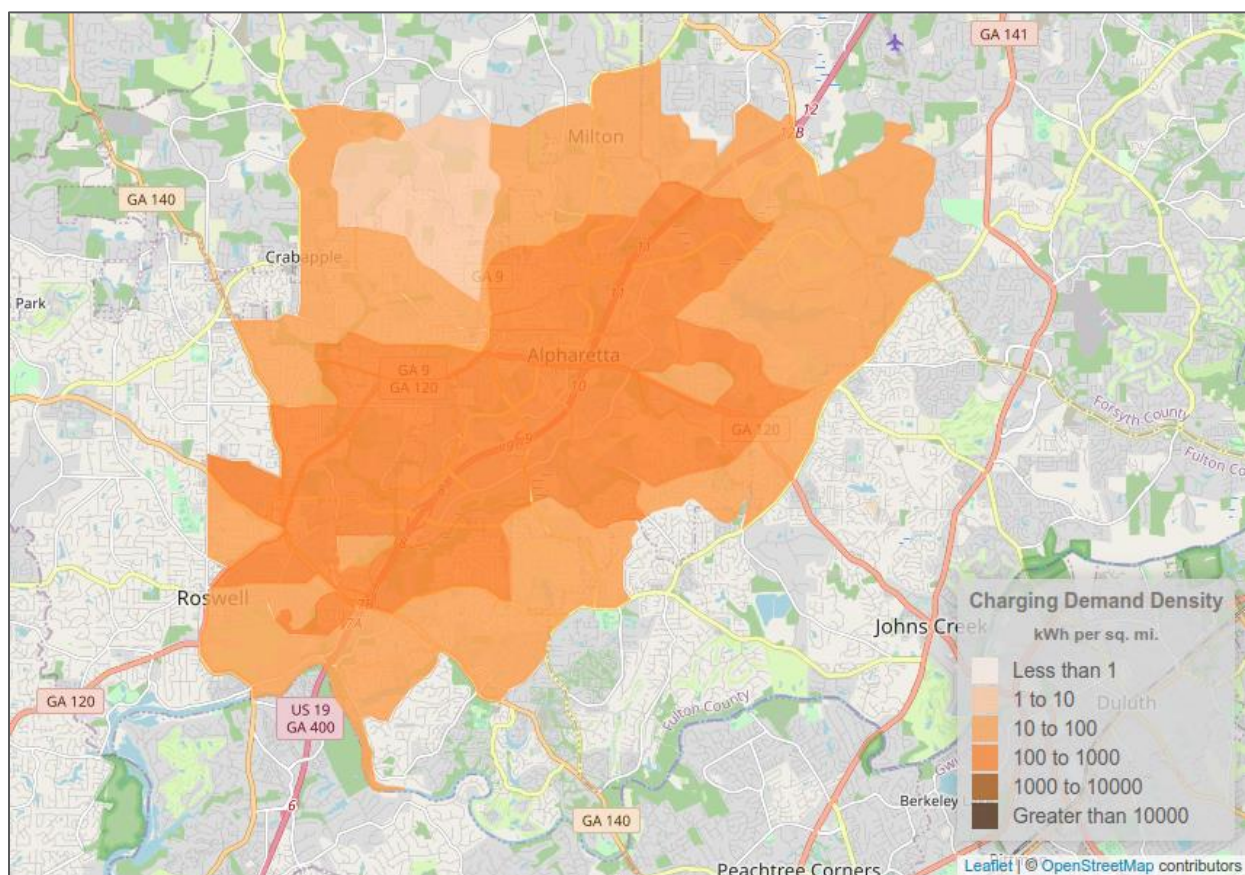 GA 141
12
12B
Milton
GA 140
Crabapple
11
GA 9
Park
Alpharetta
GA 9
GA 120
10
Forsyth County
GA 120
Fulton Co
Roswell
Charging Demand Density
kWh per sq. mi.
Johns Creek
Less than 1
1 to 10
Duluth
GA 120
US 19
GA 400
Fulton County
10 to 100
100 to 1000
1000 to 10000
6
GA 140
Berkeley
Greater than 10000
Peachtree Corners
Leaflet | © OpenStreetMap contributors